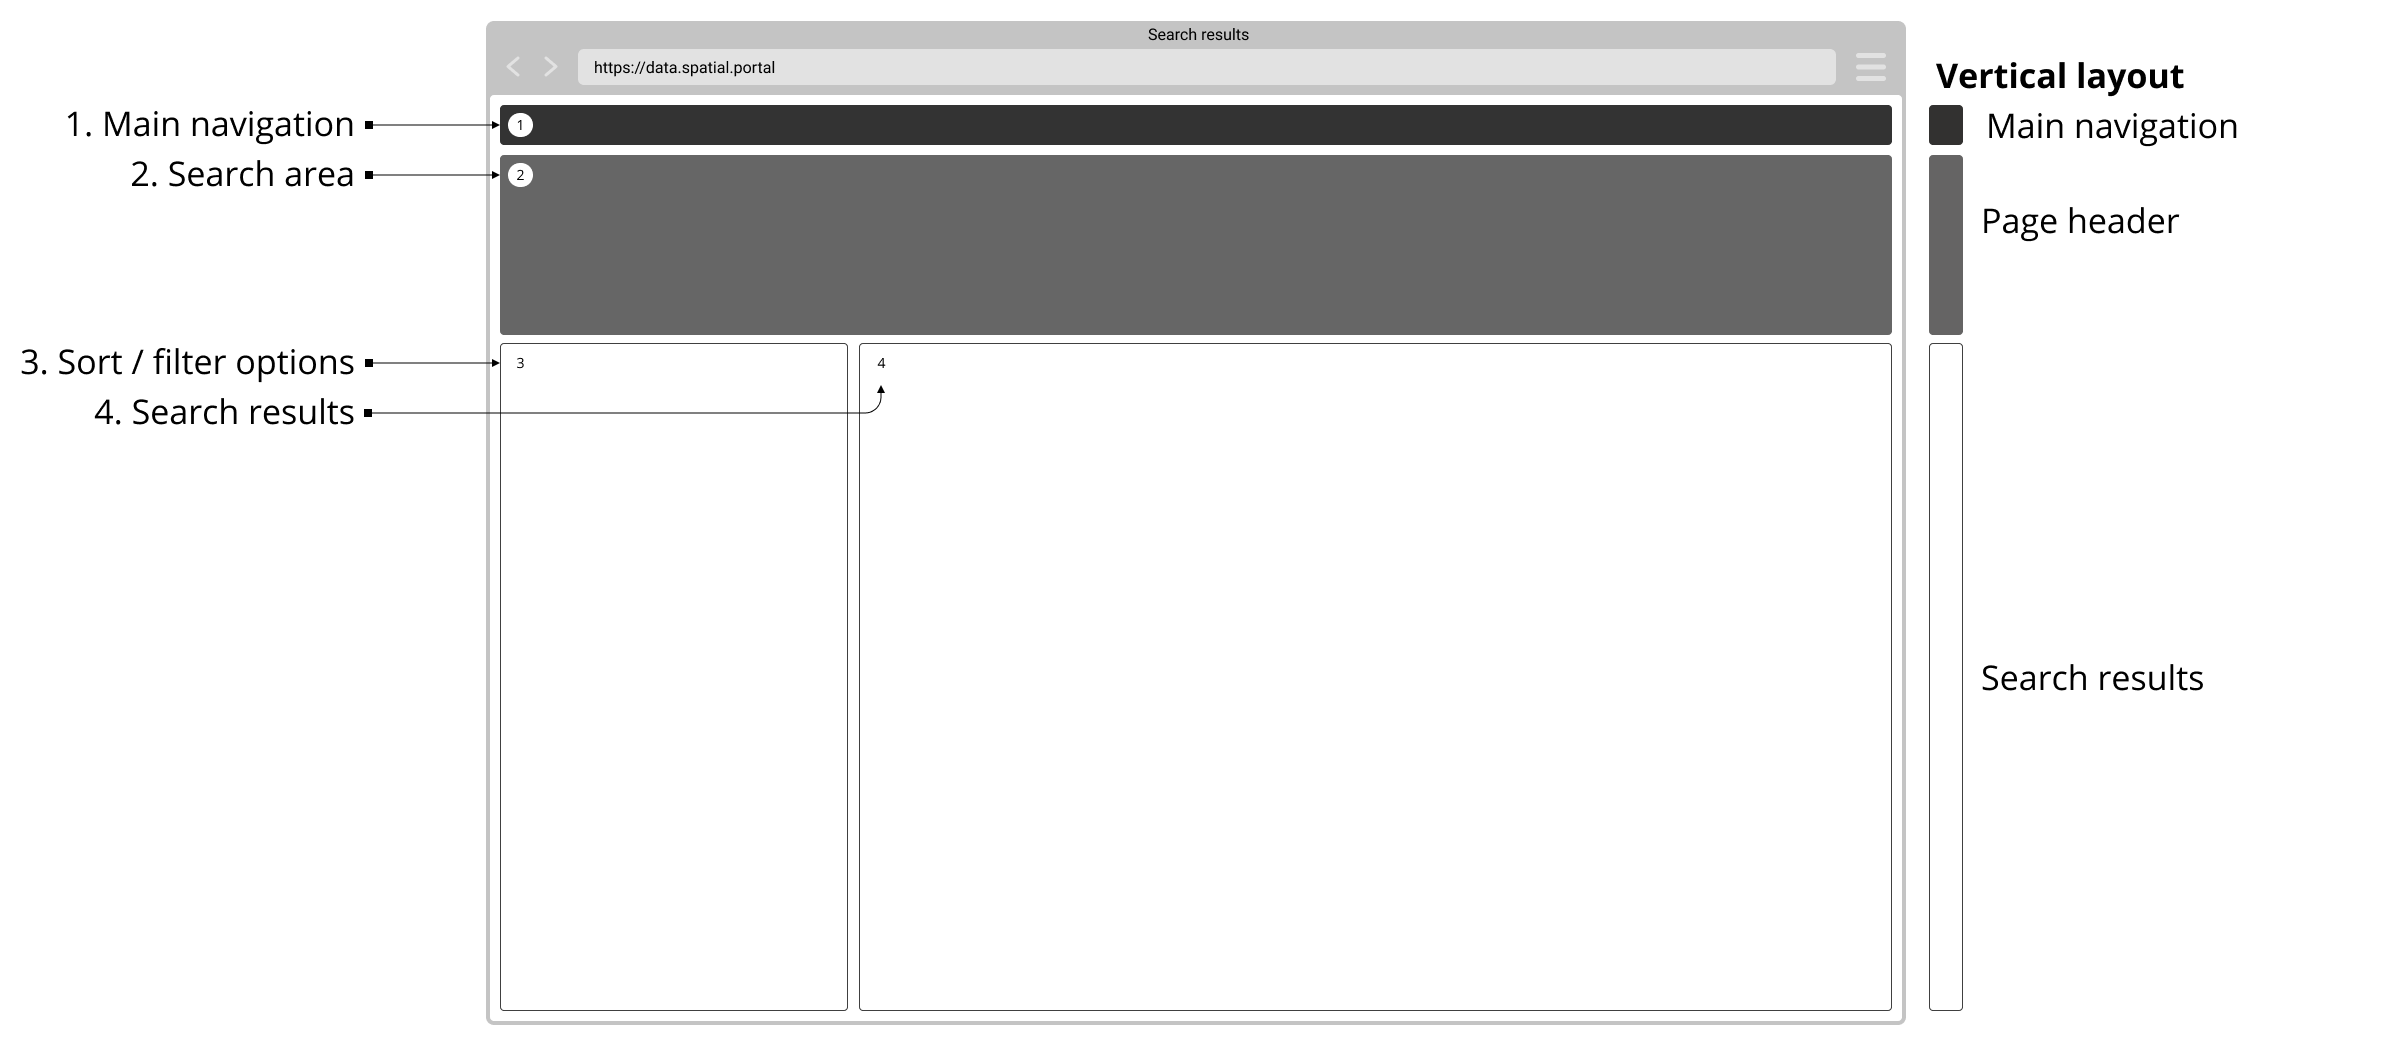 Search results
https://data.spatial.portal
1. Main navigation
2. Search area
3. Sort / filter options
4. Search results
1
2
3
4
Vertical layout
Main navigation
Page header
Search results